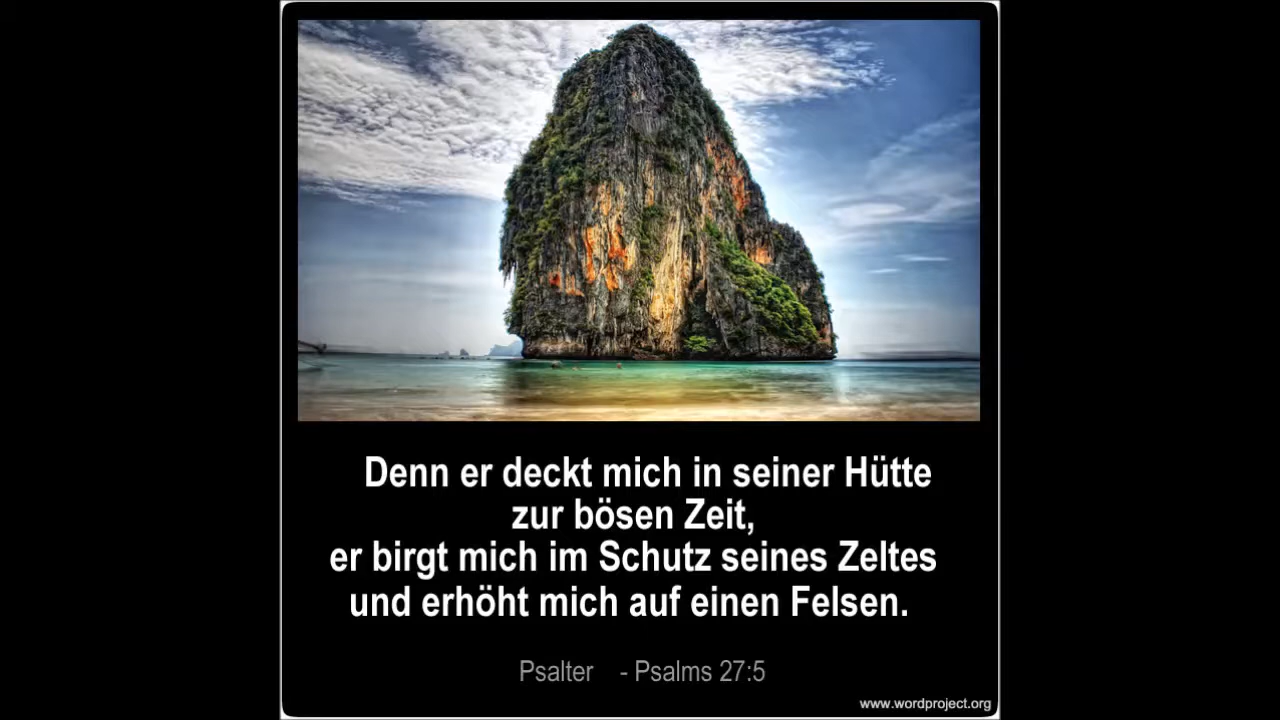 Denn er deckt mich in seiner Hütte
zur bösen Zeit,
er birgt mich im Schutz seines Zeltes
und erhöht mich auf einen Felsen.
Psalter - Psalms 27:5
www.wordproject.org